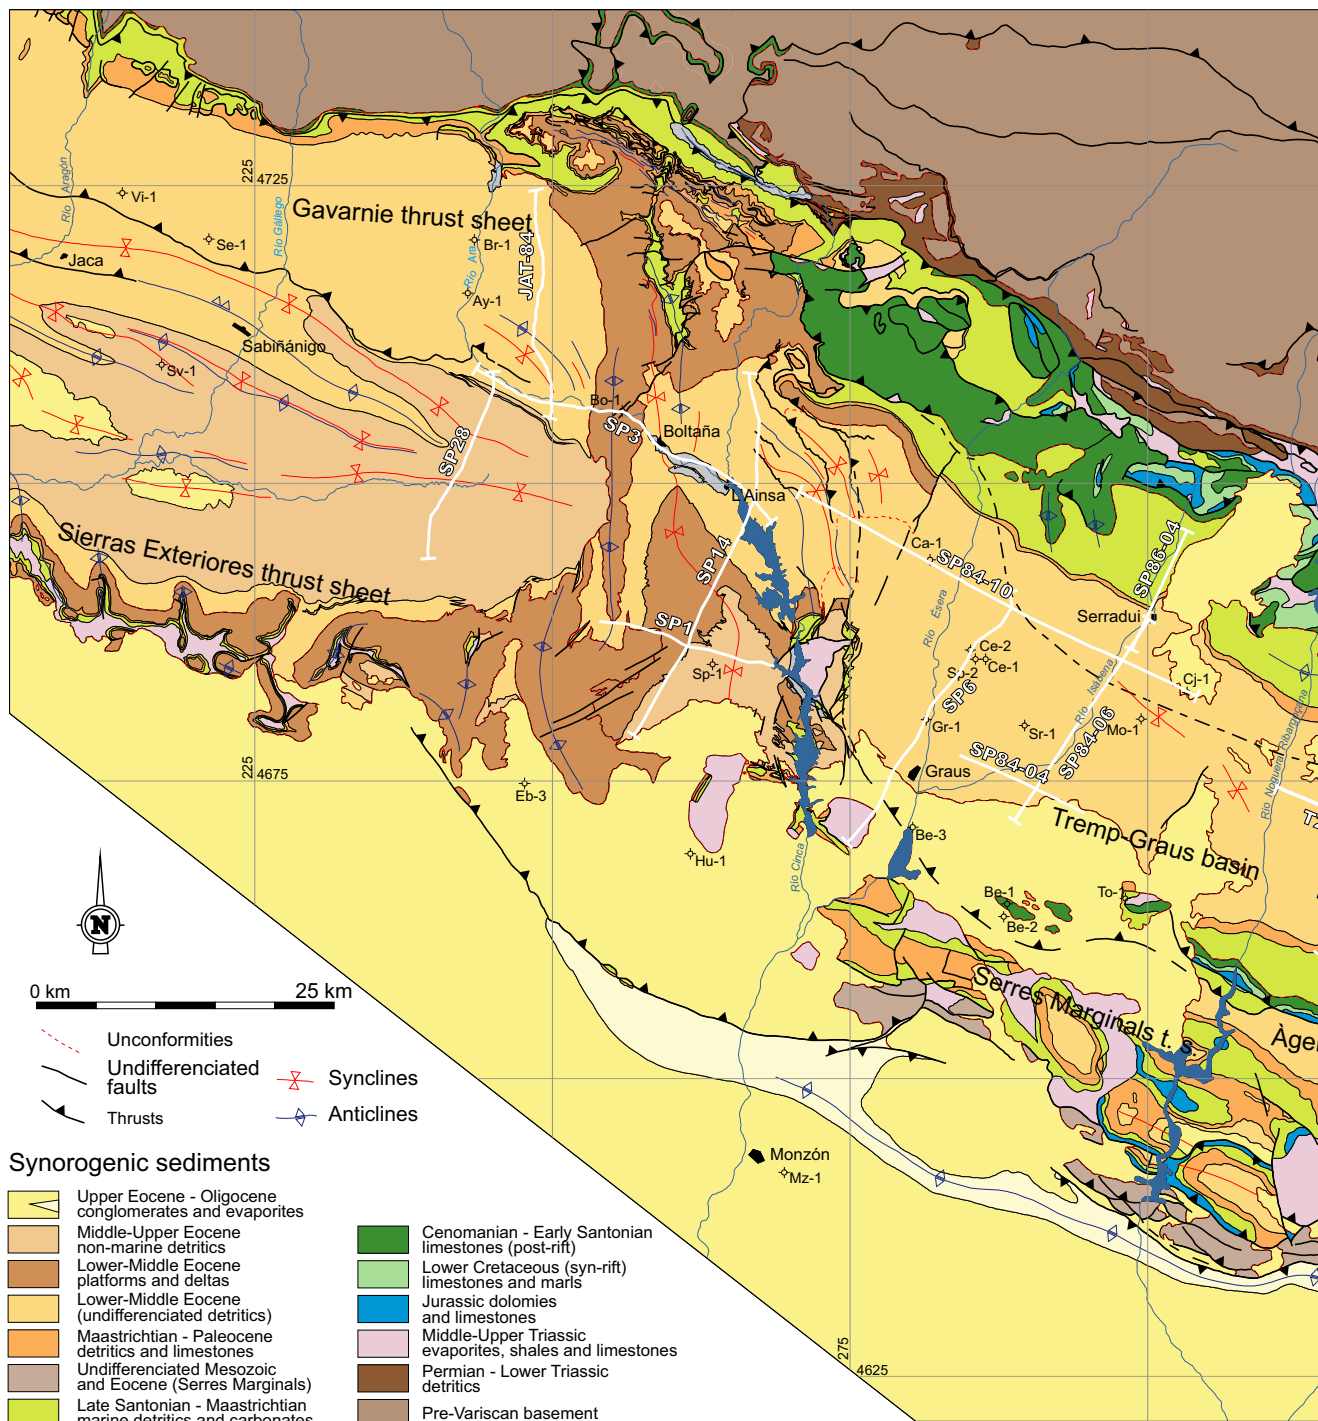 225
4725
Río Aragón
Vi-1
Río Gállego
Gavarnie thrust sheet
Se-1
Br-1
Jaca
Río Ara
JAT-84
Ay-1
Sabiñánigo
Sv-1
Bo-1
SP3
SP28
Boltaña
L'Ainsa
Sierras Exteriores thrust sheet
SP14
Ca-1
SP84-10
SP86-04
Río Ésera
Serradui
SP1
Ce-2
Sp-1
Sp-2
Ce-1
SP6
Río Isábena
Cj-1
Gr-1
Sr-1
Mo-1
SP84-06
SP84-04
Río Noguera Ribargoçana
225
4675
Graus
Eb-3
Tremp-Graus basin
Be-3
Hu-1
Río Cinca
Be-1
To-1
Be-2
N
Serres Marginals t. s.
Àge
0 km
25 km
Unconformities
Undifferenciated
faults
Synclines
Thrusts
Anticlines
Monzón
Mz-1
Synorogenic sediments
Upper Eocene - Oligocene
conglomerates and evaporites
Middle-Upper Eocene
non-marine detritics
Lower-Middle Eocene
platforms and deltas
Lower-Middle Eocene
(undifferenciated detritics)
Maastrichtian - Paleocene
detritics and limestones
Undifferenciated Mesozoic
and Eocene (Serres Marginals)
Late Santonian - Maastrichtian
marine detritics and carbonates
Cenomanian - Early Santonian
limestones (post-rift)
Lower Cretaceous (syn-rift)
limestones and marls
Jurassic dolomies
and limestones
Middle-Upper Triassic
evaporites, shales and limestones
Permian - Lower Triassic
detritics
Pre-Variscan basement
275
4625